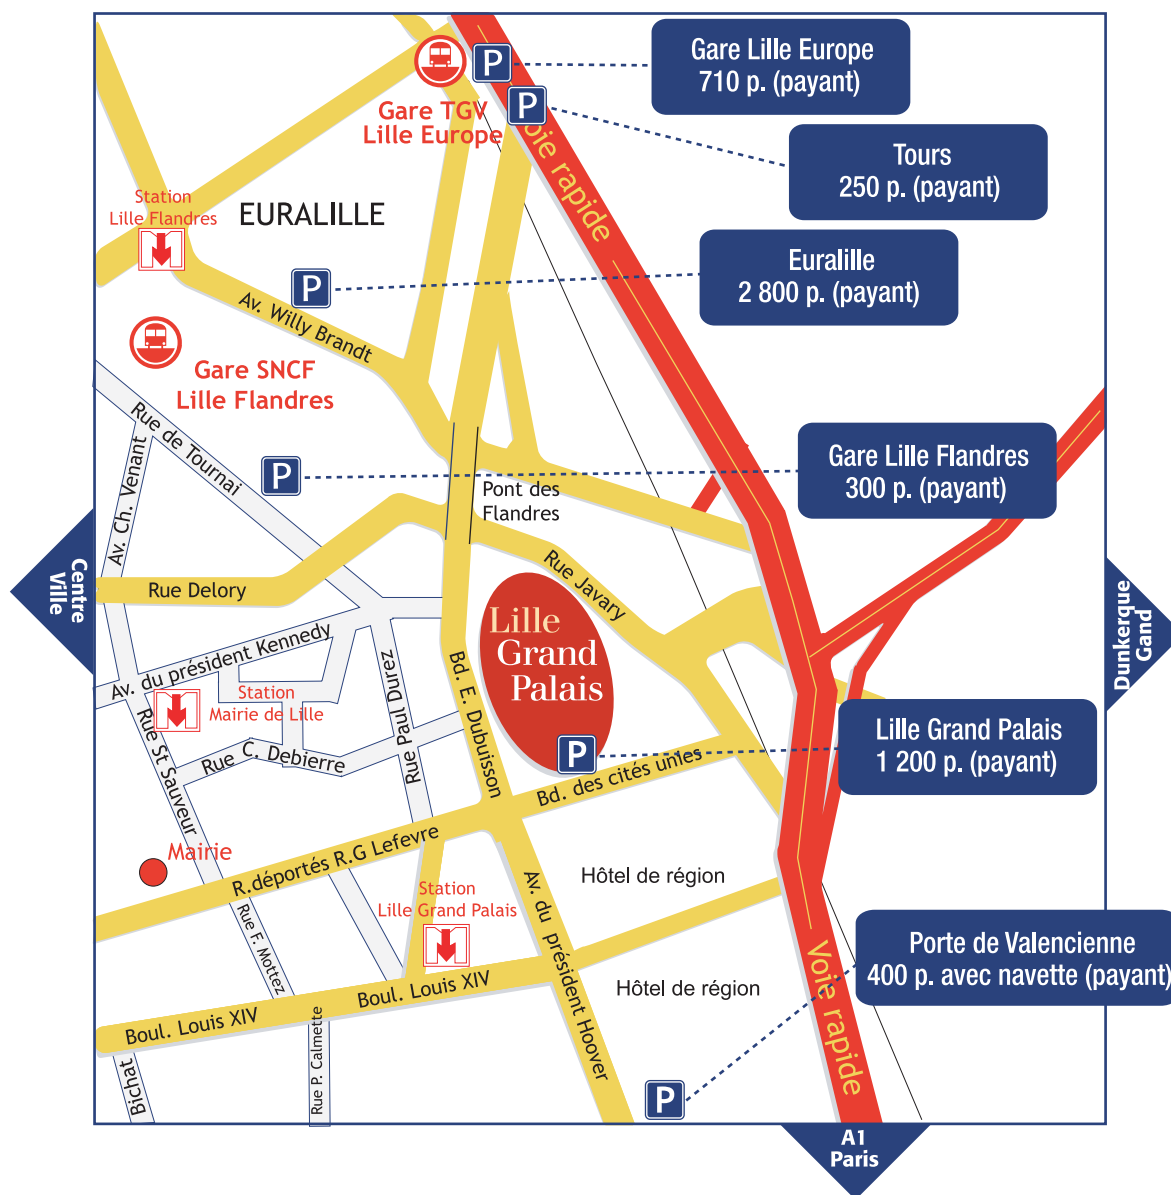 P
Gare Lille Europe
710 p. (payant)
Gare TGV
Lille Europe
P
Voie rapide
Tours
250 p. (payant)
Station
Lille Flandres
EURALILLE
Euralille
2 800 p. (payant)
P
Av. Willy Brandt
Gare SNCF
Lille Flandres
Rue de Tournai
Av. Ch. Venant
P
Gare Lille Flandres
300 p. (payant)
Pont des
Flandres
Centre
Ville
Rue Delory
Rue Javary
Dunkerque
Gand
Lille
Grand
Palais
Av. du président Kennedy
Station
Mairie de Lille
Rue Paul Durez
Bd. E. Dubuisson
Rue St Sauveur
Rue C. Debierre
P
Lille Grand Palais
1 200 p. (payant)
Bd. des cités unies
Mairie
R.déportés R.G Lefevre
Hôtel de région
Station
Lille Grand Palais
Av. du président Hoover
Rue F. Mottez
Porte de Valencienne
400 p. avec navette (payant)
Voie rapide
Hôtel de région
Boul. Louis XIV
Boul. Louis XIV
Bichat
Rue P. Calmette
P
A1
Paris